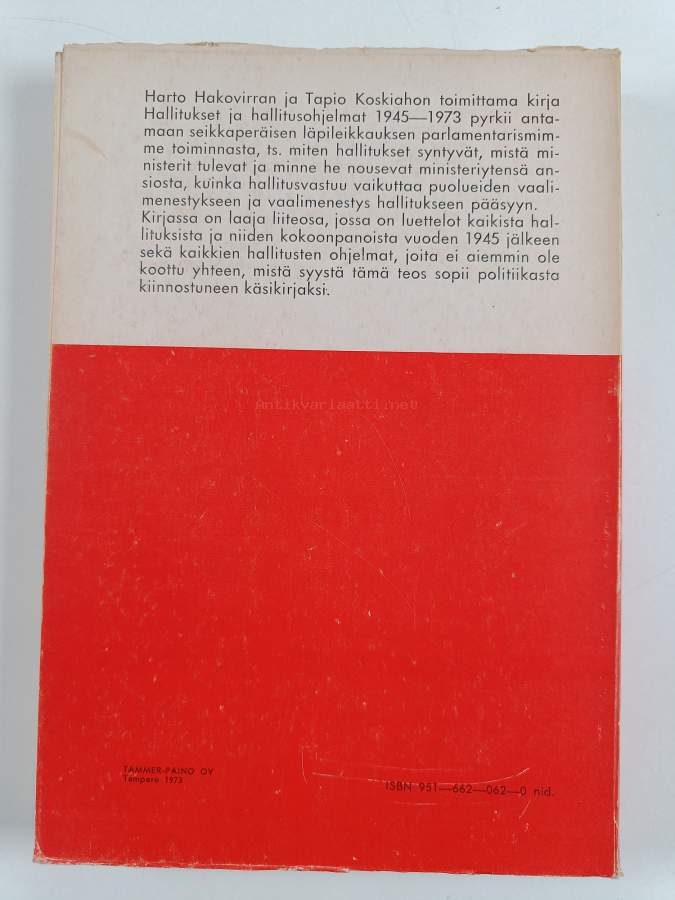 Harto Hakovirran ja Tapio Koskiahon toimittama kirja
Hallitukset ja hallitusohjelmat 1945—1973 pyrkii anta-
maan seikkaperäisen läpileikkauksen parlamentarismim-
me toiminnasta, ts. miten hallitukset syntyvät, mistä mi-
nisterit tulevat ja minne he nousevat ministeriytensä an-
siosta, kuinka hallitusvastuu vaikuttaa puolueiden vaali-
menestykseen ja vaalimenestys hallitukseen pääsyyn.
Kirjassa on laaja liiteosa, jossa on luettelot kaikista hal-
lituksista ja niiden kokoonpanoista vuoden 1945 jälkeen
sekä kaikkien hallitusten ohjelmat, joita ei aiemmin ole
koottu yhteen, mistä syystä tämä teos sopii politiikasta
kiinnostuneen käsikirjaksi.
Antikvariaatti.net
TAMMER-PAINO OY
Tampere 1973
ISBN 951—662—062—0 nid.